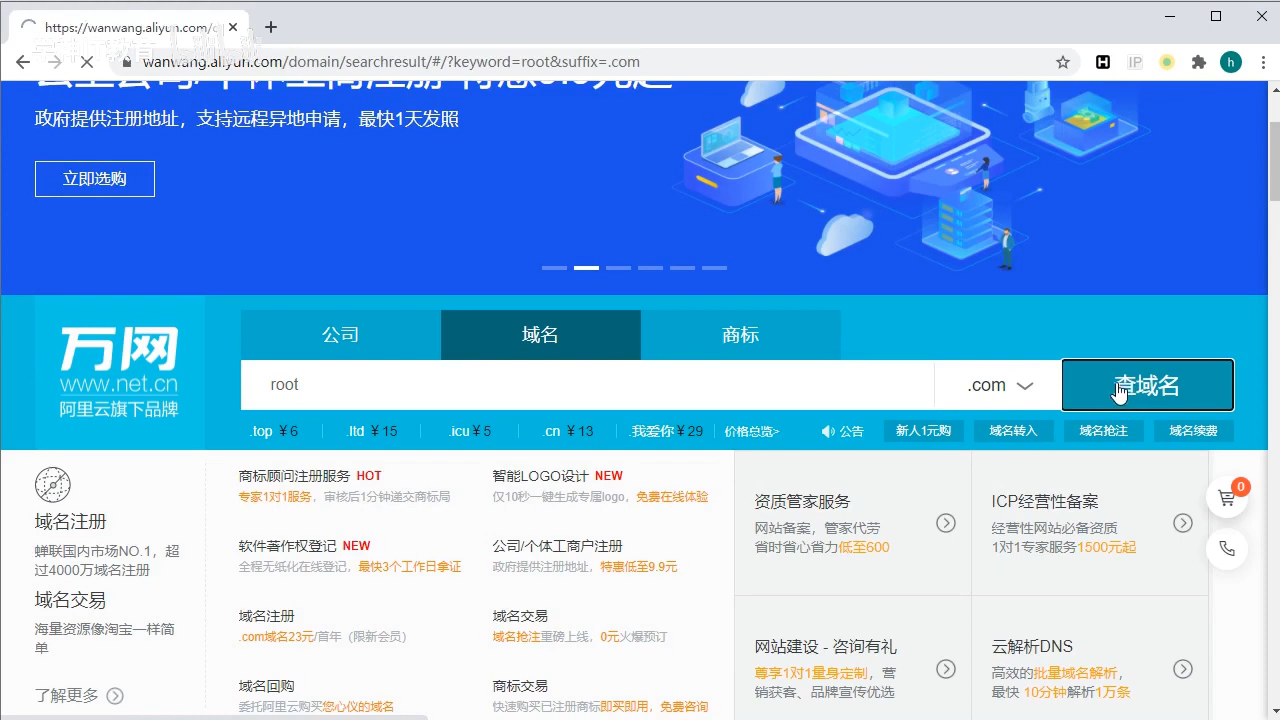 https://wanwang.aliyun.com/
wanwang.aliyun.com/domain/searchresult/#/?keyword=root&suffix=.com
H
IP
h
政府提供注册地址，支持远程异地申请，最快1天发照
立即选购
公司
域名
商标
万网
www.net.cn
阿里云旗下品牌
root
.com
查域名
.top ¥6
.ltd ¥15
.icu ¥5
.cn ¥13
.我爱你 ¥29
价格总览>
公告
新人1元购
域名转入
域名抢注
域名续费
域名注册
蝉联国内市场NO.1，超
过4000万域名注册
域名交易
海量资源像淘宝一样简
单
了解更多
商标顾问注册服务 HOT
专家1对1服务，审核后1分钟递交商标局
智能LOGO设计 NEW
仅10秒一键生成专属logo，免费在线体验
软件著作权登记 NEW
全程无纸化在线登记，最快3个工作日拿证
公司/个体工商户注册
政府提供注册地址，特惠低至9.9元
域名注册
.com域名23元/首年（限新会员）
域名交易
域名抢注重磅上线，0元火爆预订
域名回购
委托阿里云购买您心仪的域名
商标交易
快速购买已注册商标即买即用，免费咨询
资质管家服务
网站备案，管家代劳
省时省心省力低至600
ICP经营性备案
经营性网站必备资质
1对1专家服务1500元起
网站建设 - 咨询有礼
尊享1对1量身定制，营
销获客、品牌宣传优选
云解析DNS
高效的批量域名解析，
最快 10分钟解析1万条
0